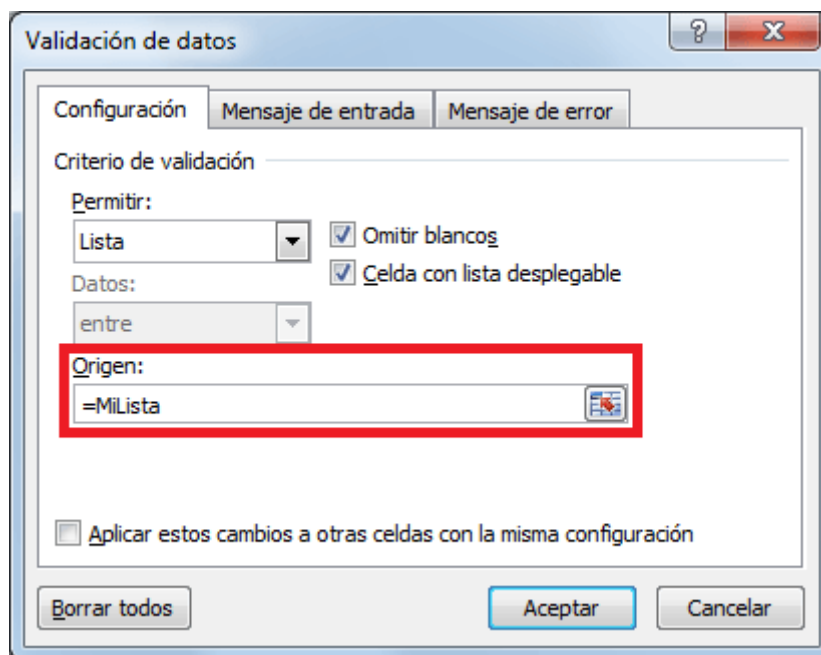 Validación de datos
?
X
Configuración
Mensaje de entrada
Mensaje de error
Criterio de validación
Permitir:
Lista
Omitir blancos
Celda con lista desplegable
Datos:
entre
Origen:
=MiLista
Aplicar estos cambios a otras celdas con la misma configuración
Borrar todos
Aceptar
Cancelar